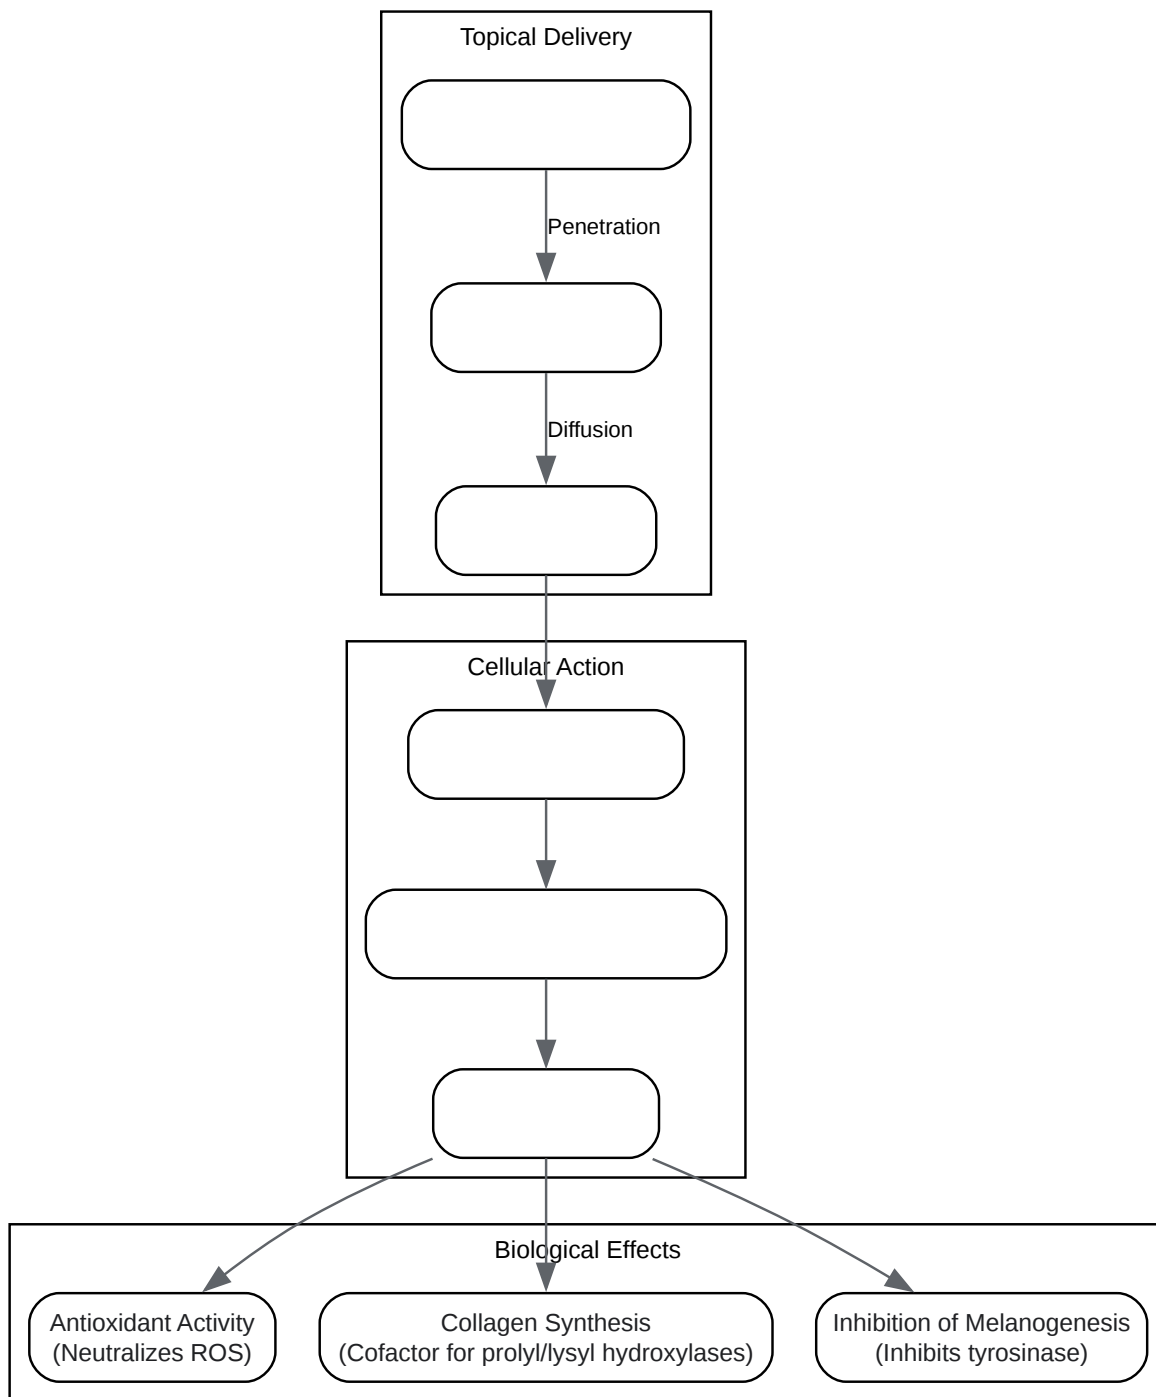 Topical Delivery
Penetration
Diffusion
Cellular Action
Biological Effects
Antioxidant Activity
(Neutralizes ROS)
Collagen Synthesis
(Cofactor for prolyl/lysyl hydroxylases)
Inhibition of Melanogenesis
(Inhibits tyrosinase)